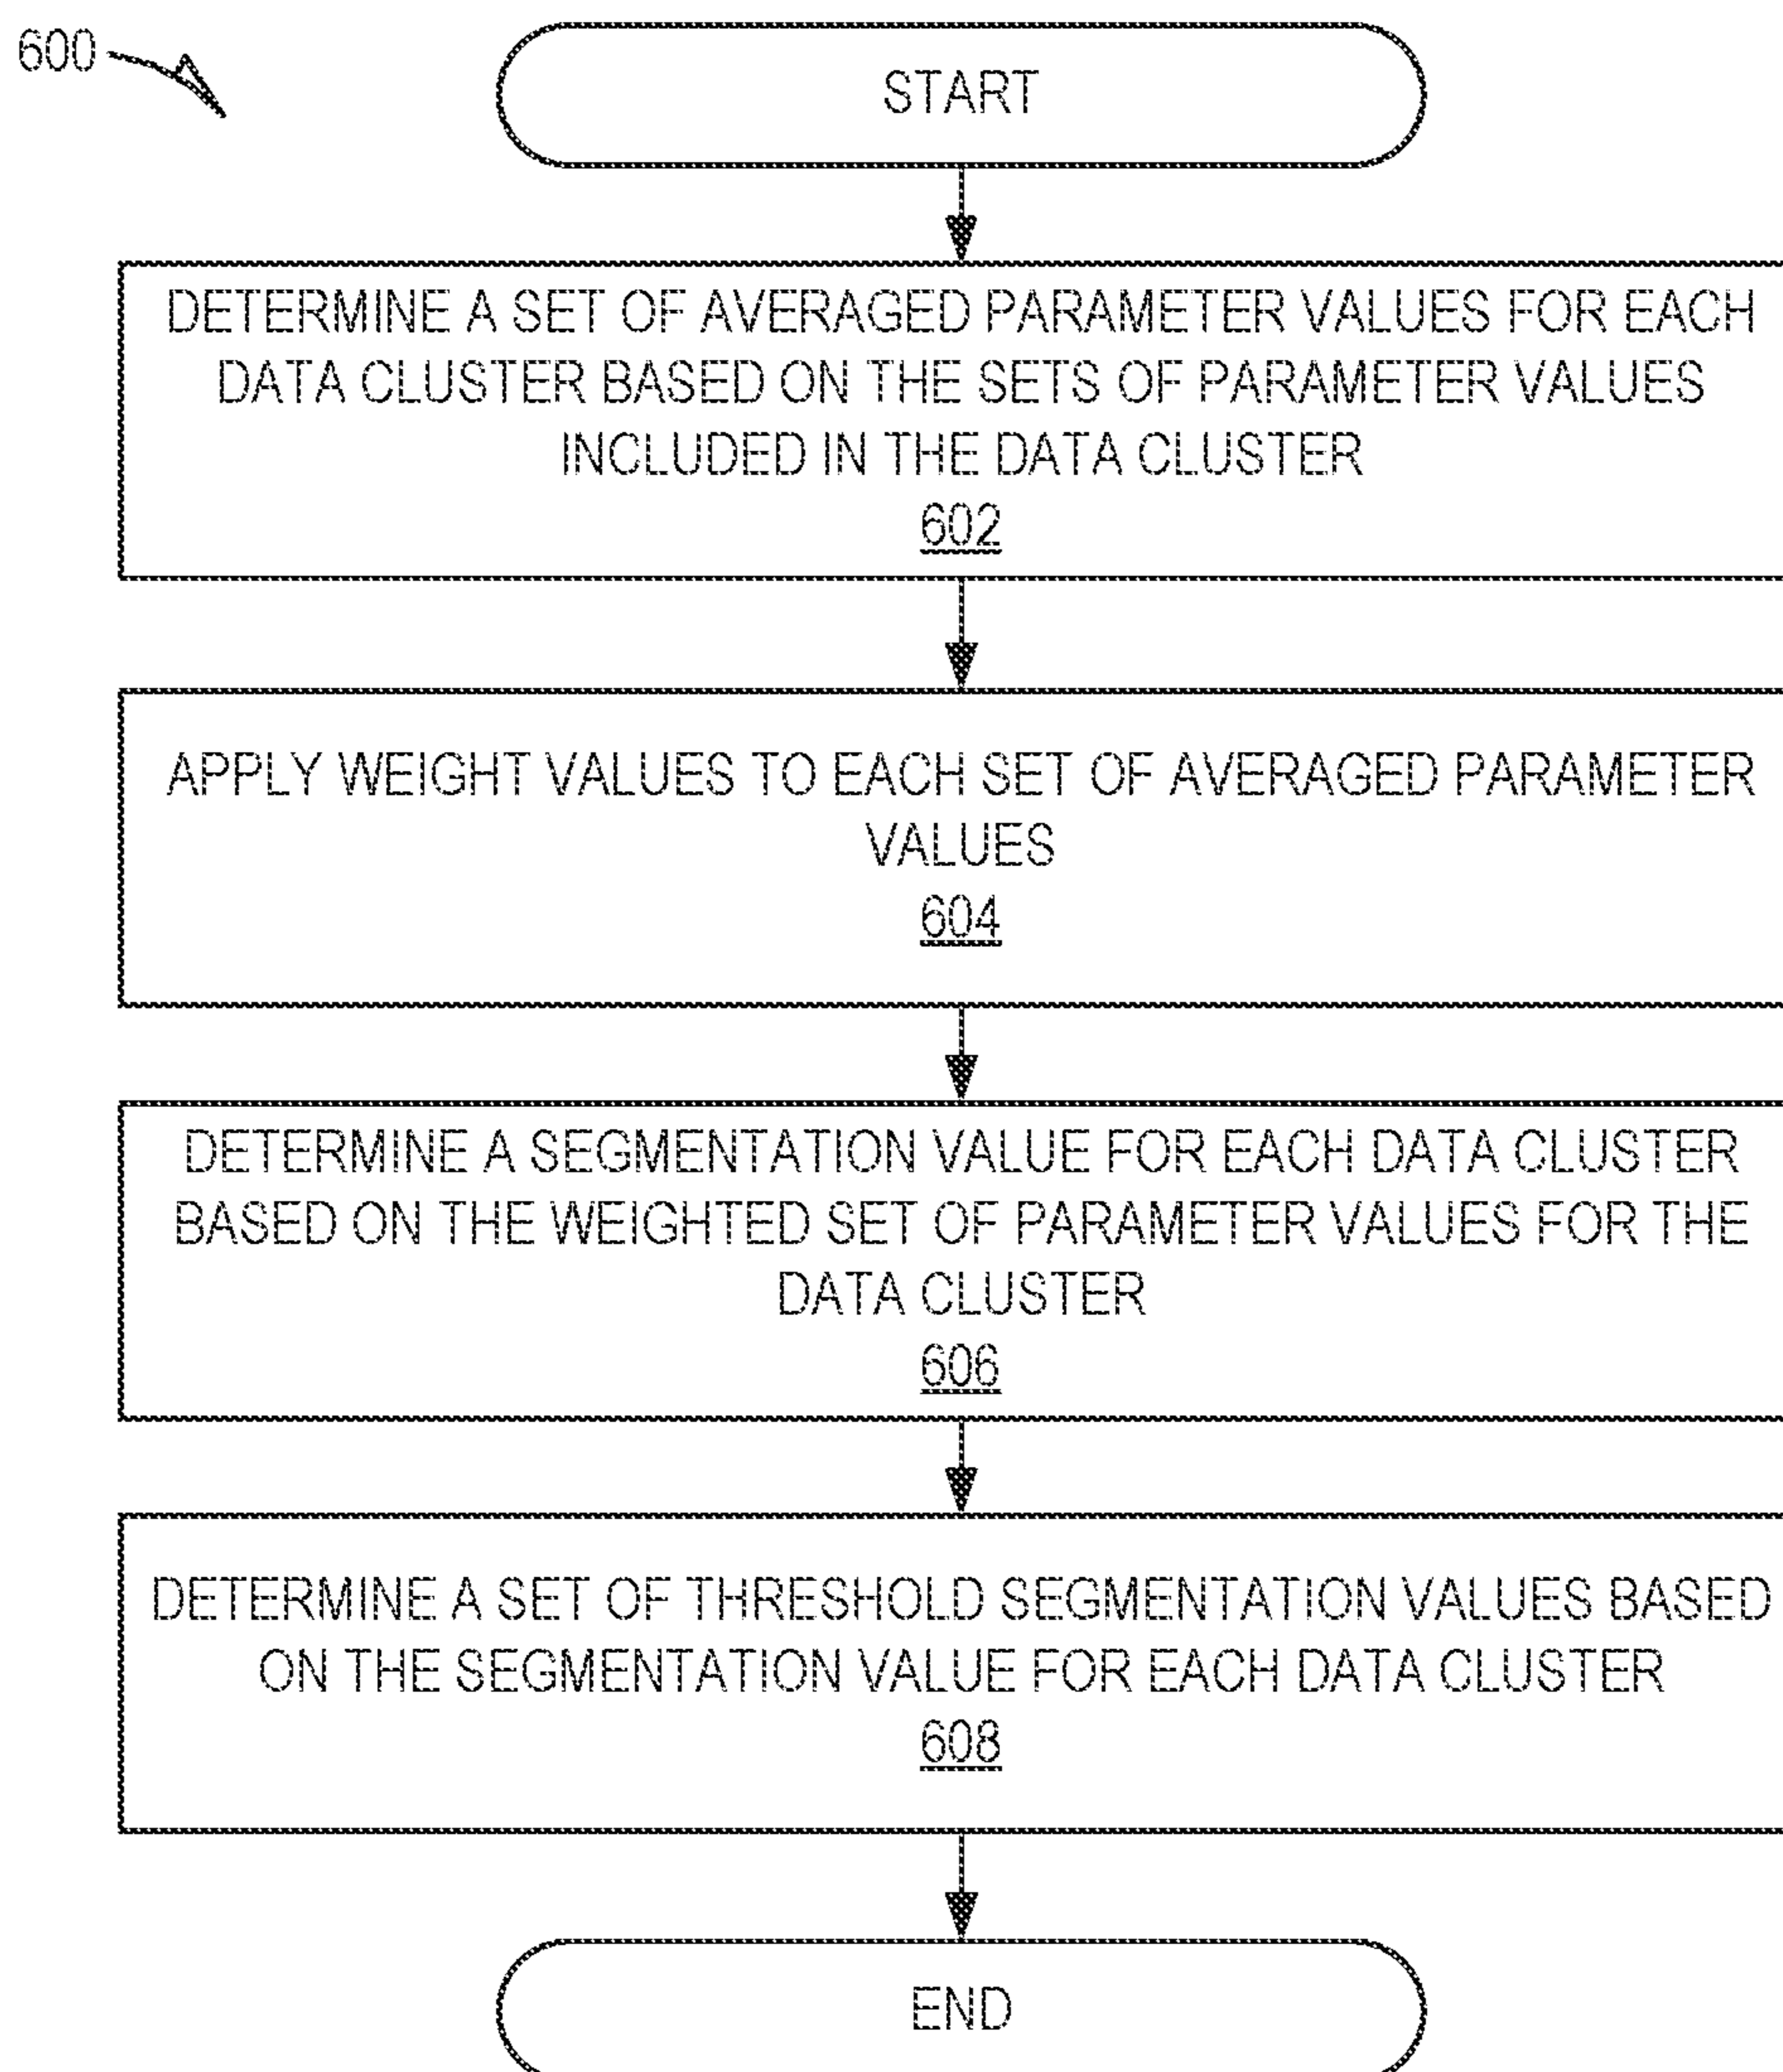 600
START
DETERMINE A SET OF AVERAGED PARAMETER VALUES FOR EACH
DATA CLUSTER BASED ON THE SETS OF PARAMETER VALUES
INCLUDED IN THE DATA CLUSTER
602
APPLY WEIGHT VALUES TO EACH SET OF AVERAGED PARAMETER
VALUES
604
DETERMINE A SEGMENTATION VALUE FOR EACH DATA CLUSTER
BASED ON THE WEIGHTED SET OF PARAMETER VALUES FOR THE
DATA CLUSTER
606
DETERMINE A SET OF THRESHOLD SEGMENTATION VALUES BASED
ON THE SEGMENTATION VALUE FOR EACH DATA CLUSTER
608
END